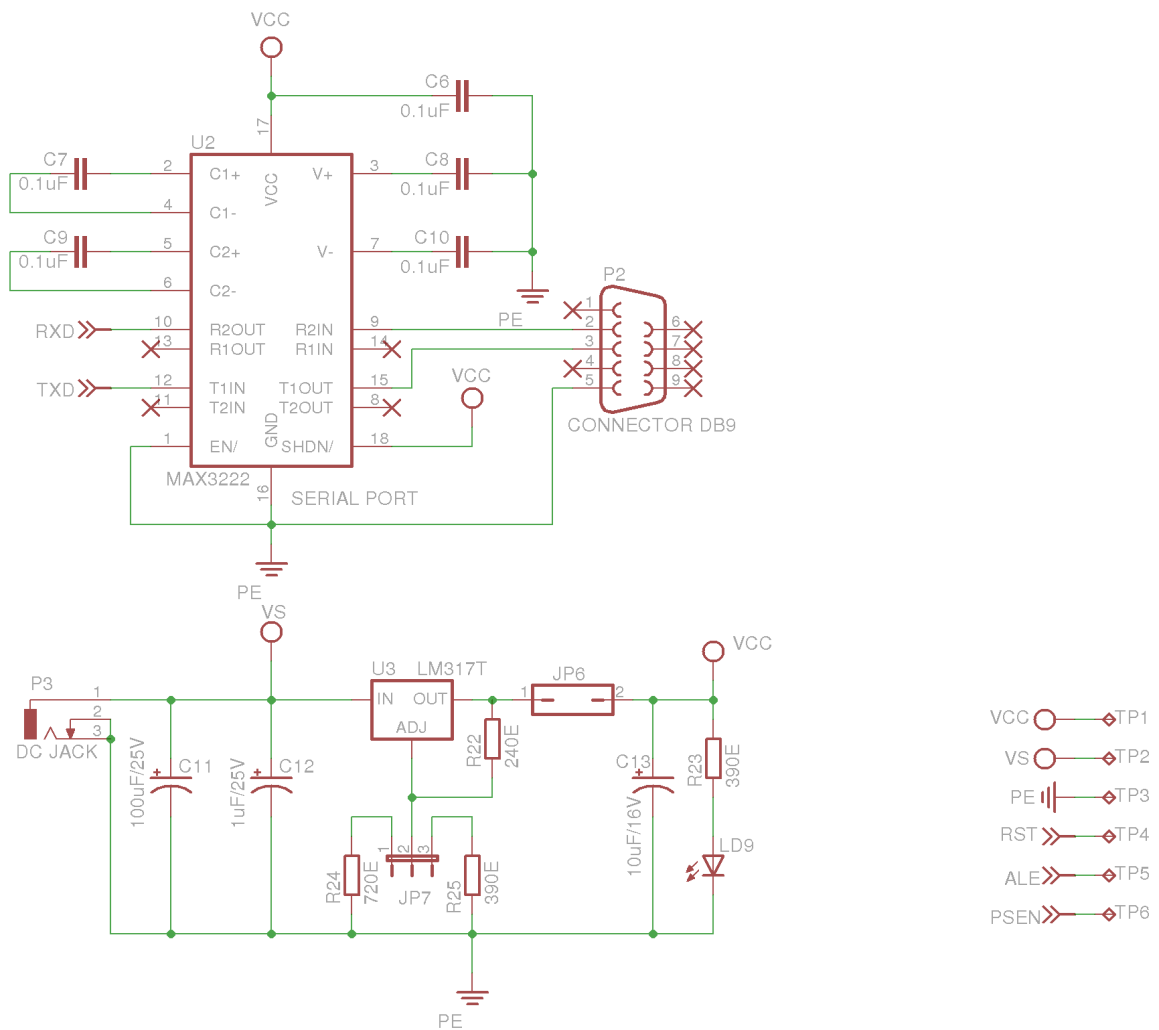 VCC
C6
0.1uF
17
U2
C7
0.1uF
2
C1+
VCC
V+
3
C8
0.1uF
4
C1-
C9
0.1uF
5
C2+
V-
7
C10
0.1uF
6
C2-
P2
PE
1
RXD
10
R2OUT
R2IN
9
2
6
13
R1OUT
R1IN
14
3
7
4
8
TXD
12
T1IN
T1OUT
15
VCC
5
9
11
T2IN
T2OUT
8
CONNECTOR DB9
1
EN/
GND
SHDN/
18
MAX3222
16
SERIAL PORT
PE
VS
VCC
P3
1
2
3
DC JACK
U3
LM317T
IN
OUT
ADJ
1
JP6
2
R22
240E
C11
100uF/25V
C12
1uF/25V
C13
10uF/16V
R23
390E
LD9
R24
720E
1
2
3
JP7
R25
390E
PE
VCC
TP1
VS
TP2
PE
TP3
RST
TP4
ALE
TP5
PSEN
TP6